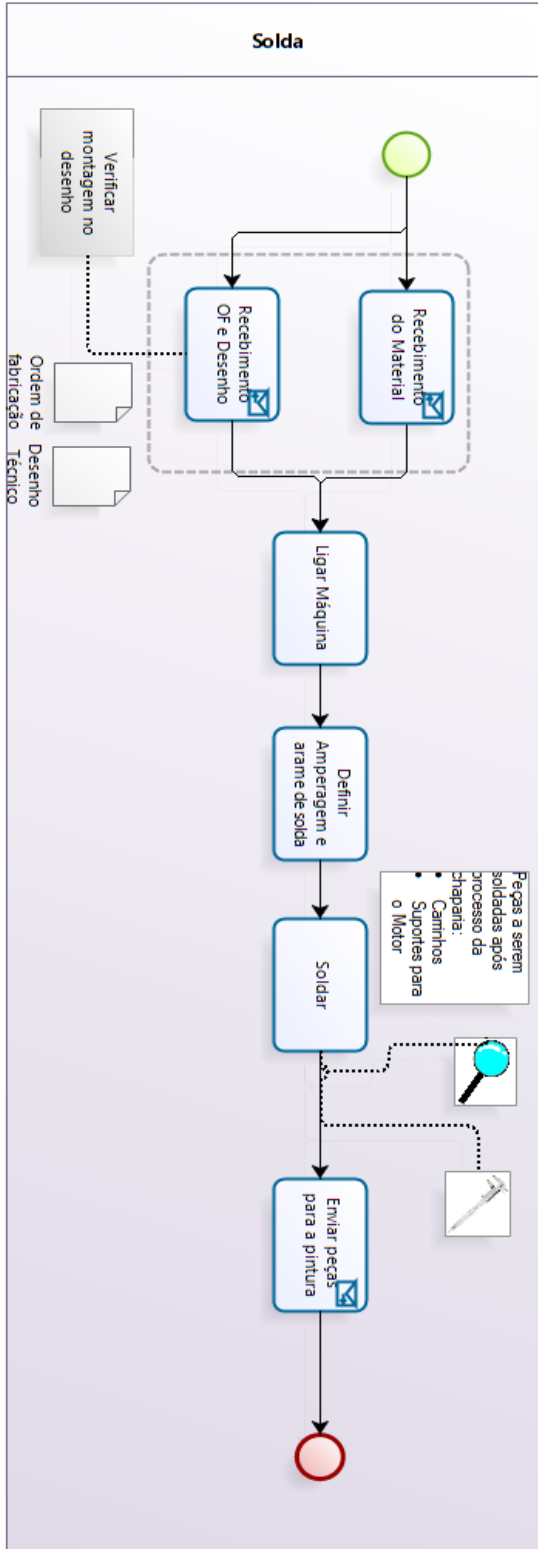 Solda
Recebimento
do Material
Recebimento
OF e Desenho
Verificar
montagem no
desenho
Ordem de
fabricação
Desenho
Técnico
Ligar Máquina
Definir
Amperagem e
arame de solda
Peças a serem
soldadas após
processo da
chaparia:
• Caminhos
• Suportes para
o Motor
Soldar
Enviar peças
para a pintura